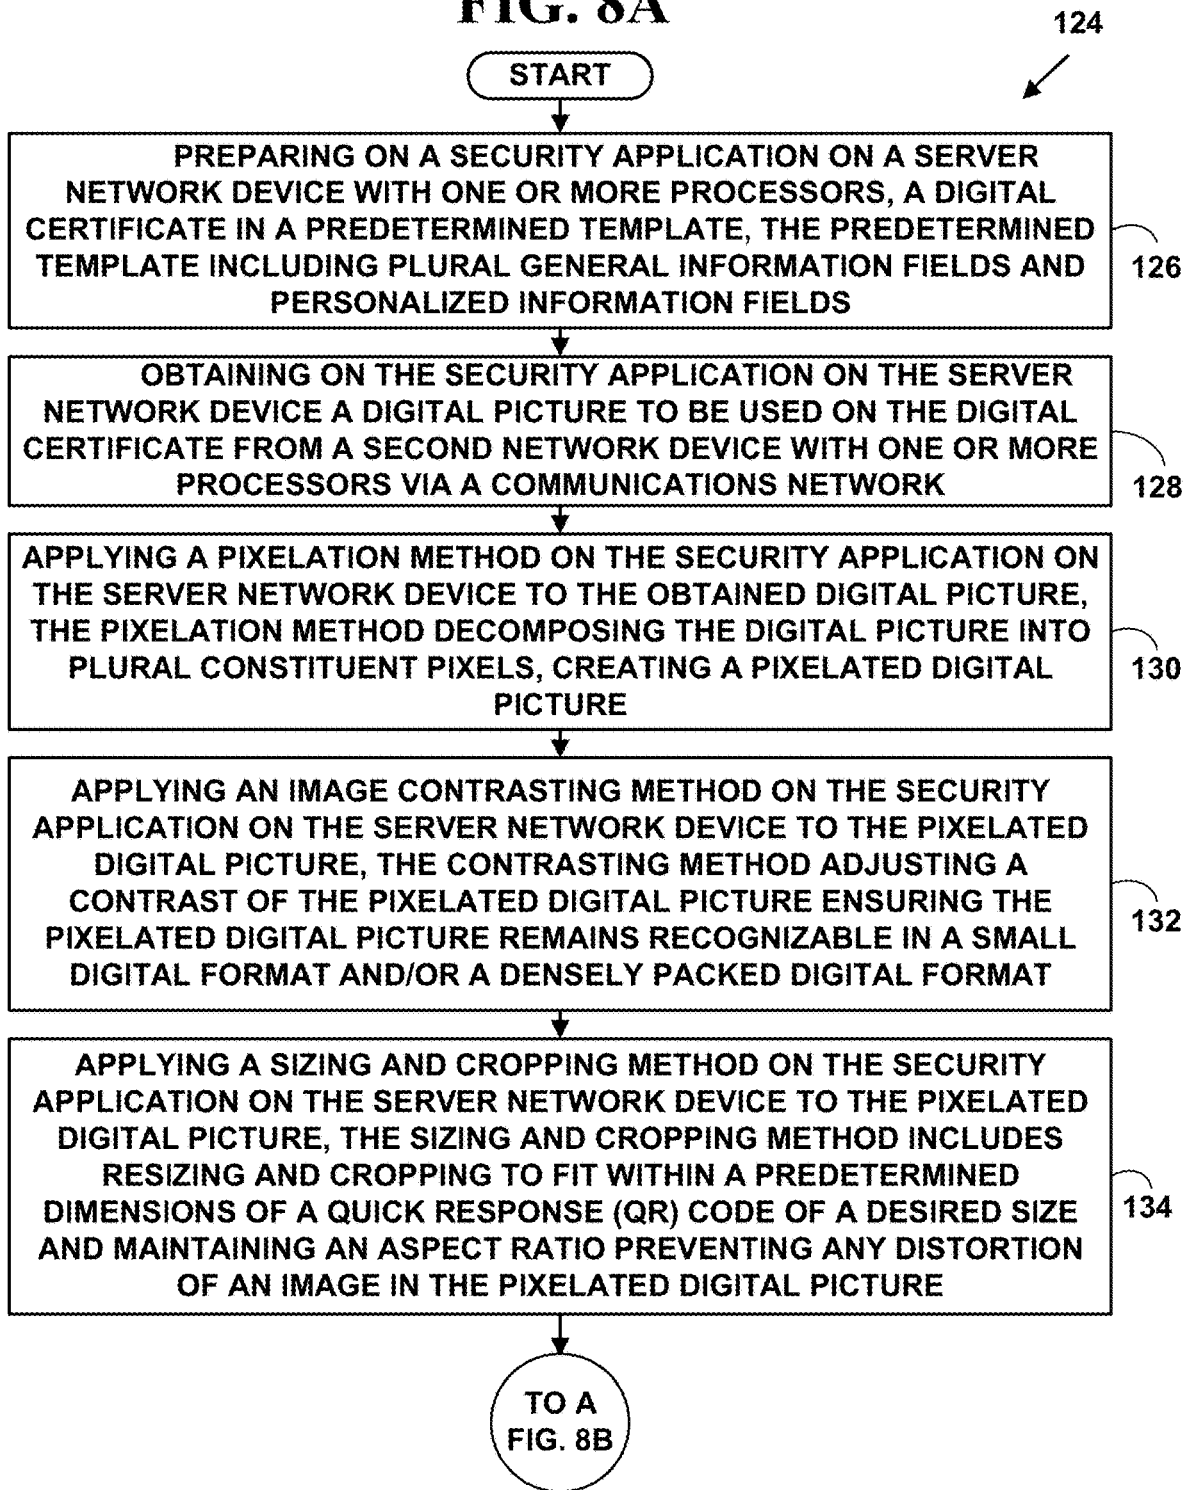 FIG. 8A
124
START
PREPARING ON A SECURITY APPLICATION ON A SERVER
NETWORK DEVICE WITH ONE OR MORE PROCESSORS, A DIGITAL
CERTIFICATE IN A PREDETERMINED TEMPLATE, THE PREDETERMINED
TEMPLATE INCLUDING PLURAL GENERAL INFORMATION FIELDS AND
PERSONALIZED INFORMATION FIELDS
126
OBTAINING ON THE SECURITY APPLICATION ON THE SERVER
NETWORK DEVICE A DIGITAL PICTURE TO BE USED ON THE DIGITAL
CERTIFICATE FROM A SECOND NETWORK DEVICE WITH ONE OR MORE
PROCESSORS VIA A COMMUNICATIONS NETWORK
128
APPLYING A PIXELATION METHOD ON THE SECURITY APPLICATION ON
THE SERVER NETWORK DEVICE TO THE OBTAINED DIGITAL PICTURE,
THE PIXELATION METHOD DECOMPOSING THE DIGITAL PICTURE INTO
PLURAL CONSTITUENT PIXELS, CREATING A PIXELATED DIGITAL
PICTURE
130
APPLYING AN IMAGE CONTRASTING METHOD ON THE SECURITY
APPLICATION ON THE SERVER NETWORK DEVICE TO THE PIXELATED
DIGITAL PICTURE, THE CONTRASTING METHOD ADJUSTING A
CONTRAST OF THE PIXELATED DIGITAL PICTURE ENSURING THE
PIXELATED DIGITAL PICTURE REMAINS RECOGNIZABLE IN A SMALL
DIGITAL FORMAT AND/OR A DENSELY PACKED DIGITAL FORMAT
132
APPLYING A SIZING AND CROPPING METHOD ON THE SECURITY
APPLICATION ON THE SERVER NETWORK DEVICE TO THE PIXELATED
DIGITAL PICTURE, THE SIZING AND CROPPING METHOD INCLUDES
RESIZING AND CROPPING TO FIT WITHIN A PREDETERMINED
DIMENSIONS OF A QUICK RESPONSE (QR) CODE OF A DESIRED SIZE
AND MAINTAINING AN ASPECT RATIO PREVENTING ANY DISTORTION
OF AN IMAGE IN THE PIXELATED DIGITAL PICTURE
134
TO A
FIG. 8B